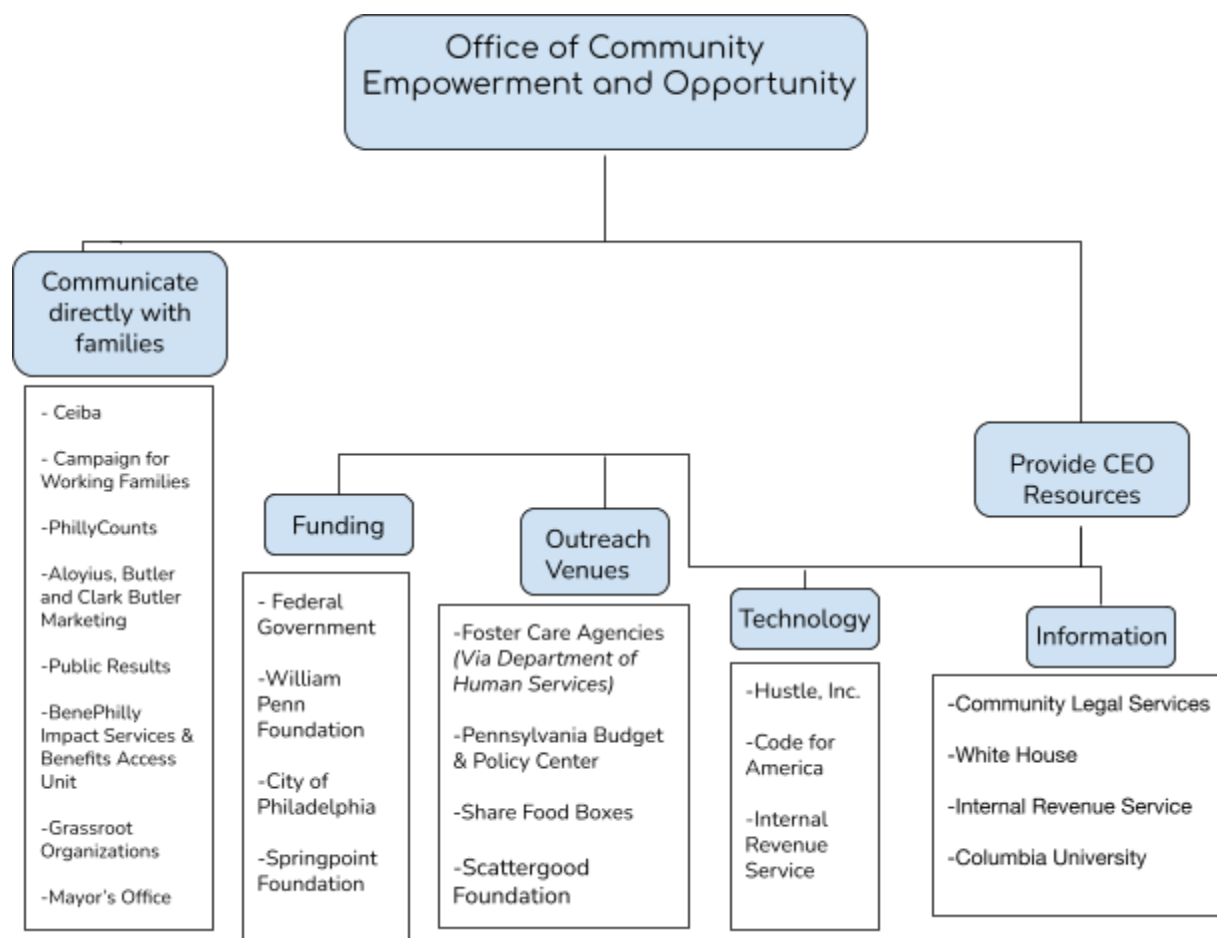 Office of Community
Empowerment and Opportunity
Communicate
directly with
families
- Ceiba
- Campaign for
Working Families
-PhillyCounts
-Aloyius, Butler
and Clark Butler
Marketing
-Public Results
-BenePhilly
Impact Services &
Benefits Access
Unit
-Grassroot
Organizations
-Mayor's Office
Provide CEO
Resources
Funding
- Federal
Government
-William
Penn
Foundation
-City of
Philadelphia
-Springpoint
Foundation
Outreach
Venues
-Foster Care Agencies
(Via Department of
Human Services)
-Pennsylvania Budget
& Policy Center
-Share Food Boxes
-Scattergood
Foundation
Technology
-Hustle, Inc.
-Code for
America
-Internal
Revenue
Service
Information
-Community Legal Services
-White House
-Internal Revenue Service
-Columbia University